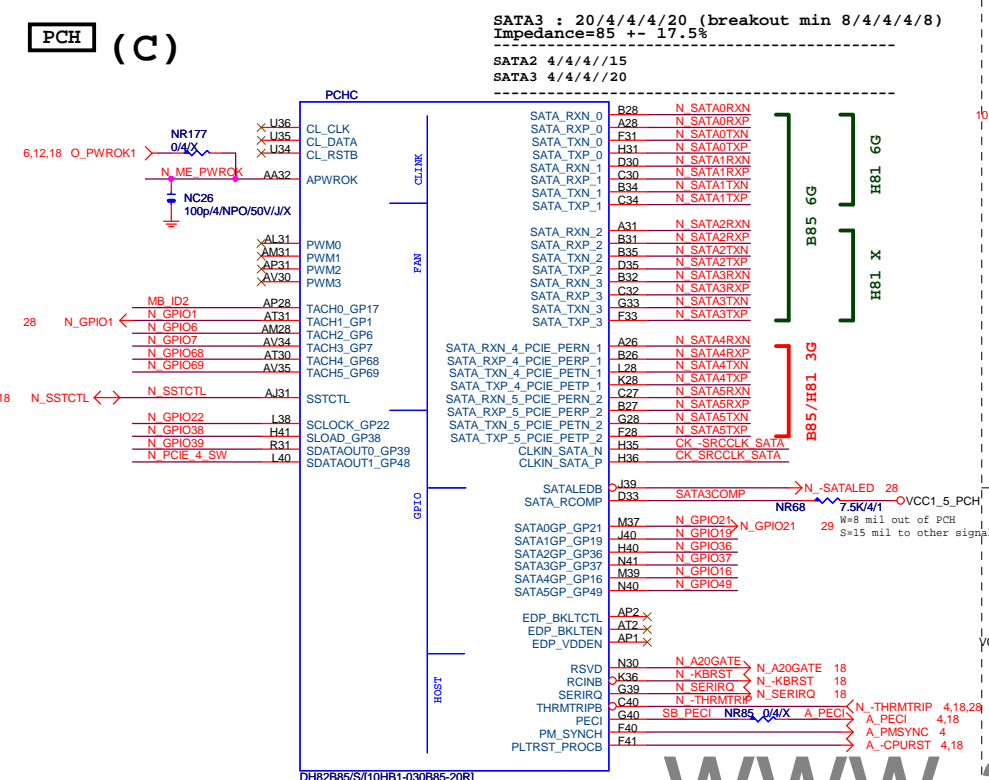 PCH (C)
SATA3 : 20/4/4/4/20 (breakout min 8/4/4/4/8)
Impedance=85 +- 17.5%
SATA2 4/4/4//15
SATA3 4/4/4//20
PCHC
6,12,18 O_PWROK1
NR177
0/4/X
N_ME_PWROK
NC26
100p/4/NPO/50V/J/X
U36 CL_CLK
U35 CL_DATA
U34 CL_RSTB
AA32 APWROK
CLINK
AL31 PWM0
AM31 PWM1
AP31 PWM2
AV30 PWM3
FAN
MB_ID2 AP28 TACH0_GP17
28 N_GPIO1 N_GPIO1 AT31 TACH1_GP1
N_GPIO6 AM28 TACH2_GP6
N_GPIO7 AV34 TACH3_GP7
N_GPIO68 AT30 TACH4_GP68
N_GPIO69 AV35 TACH5_GP69
18 N_SSTCTL N_SSTCTL AJ31 SSTCTL
N_GPIO22 L38 SCLOCK_GP22
N_GPIO38 H41 SLOAD_GP38
N_GPIO39 R31 SDATAOUT0_GP39
N_PCIE_4_SW L40 SDATAOUT1_GP48
GPIO
HOST
SATA_RXN_0 B28 N_SATA0RXN
SATA_RXP_0 A28 N_SATA0RXP
SATA_TXN_0 F31 N_SATA0TXN
SATA_TXP_0 H31 N_SATA0TXP
SATA_RXN_1 D30 N_SATA1RXN
SATA_RXP_1 C30 N_SATA1RXP
SATA_TXN_1 B34 N_SATA1TXN
SATA_TXP_1 C34 N_SATA1TXP
SATA_RXN_2 A31 N_SATA2RXN
SATA_RXP_2 B31 N_SATA2RXP
SATA_TXN_2 B35 N_SATA2TXN
SATA_TXP_2 D35 N_SATA2TXP
SATA_RXN_3 B32 N_SATA3RXN
SATA_RXP_3 C32 N_SATA3RXP
SATA_TXN_3 G33 N_SATA3TXN
SATA_TXP_3 F33 N_SATA3TXP
B85 6G
H81 6G
H81 X
10
SATA_RXN_4_PCIE_PERN_1 A26 N_SATA4RXN
SATA_RXP_4_PCIE_PERP_1 B26 N_SATA4RXP
SATA_TXN_4_PCIE_PETN_1 L28 N_SATA4TXN
SATA_TXP_4_PCIE_PETP_1 K28 N_SATA4TXP
SATA_RXN_5_PCIE_PERN_2 C27 N_SATA5RXN
SATA_RXP_5_PCIE_PERP_2 B27 N_SATA5RXP
SATA_TXN_5_PCIE_PETN_2 G28 N_SATA5TXN
SATA_TXP_5_PCIE_PETP_2 F28 N_SATA5TXP
B85/H81 3G
CLKIN_SATA_N H35 CK_-SRCCLK_SATA
CLKIN_SATA_P H36 CK_SRCCLK_SATA
SATALEDB J39 N_-SATALED 28
SATA_RCOMP D33 SATA3COMP NR68 7.5K/4/1 VCC1_5_PCH
W=8 mil out of PCH
S=15 mil to other signal
SATA0GP_GP21 M37 N_GPIO21 N_GPIO21 29
SATA1GP_GP19 J40 N_GPIO19
SATA2GP_GP36 H40 N_GPIO36
SATA3GP_GP37 N41 N_GPIO37
SATA4GP_GP16 M39 N_GPIO16
SATA5GP_GP49 N40 N_GPIO49
EDP_BKLTCTL AP2
EDP_BKLTEN AT2
EDP_VDDEN AP1
RSVD N30 N_A20GATE N_A20GATE 18
RCINB K36 N_-KBRST N_-KBRST 18
SERIRQ G39 N_SERIRQ N_SERIRQ 18
THRMTRIPB C40 N_-THRMTRIP N_-THRMTRIP 4,18,28
PECI G40 SB_PECI NR85 0/4/X A_PECI A_PECI 4,18
PM_SYNCH F40 A_PMSYNC 4
PLTRST_PROCB F41 A_-CPURST 4,18
DH82B85/S/[10HB1-030B85-20R]